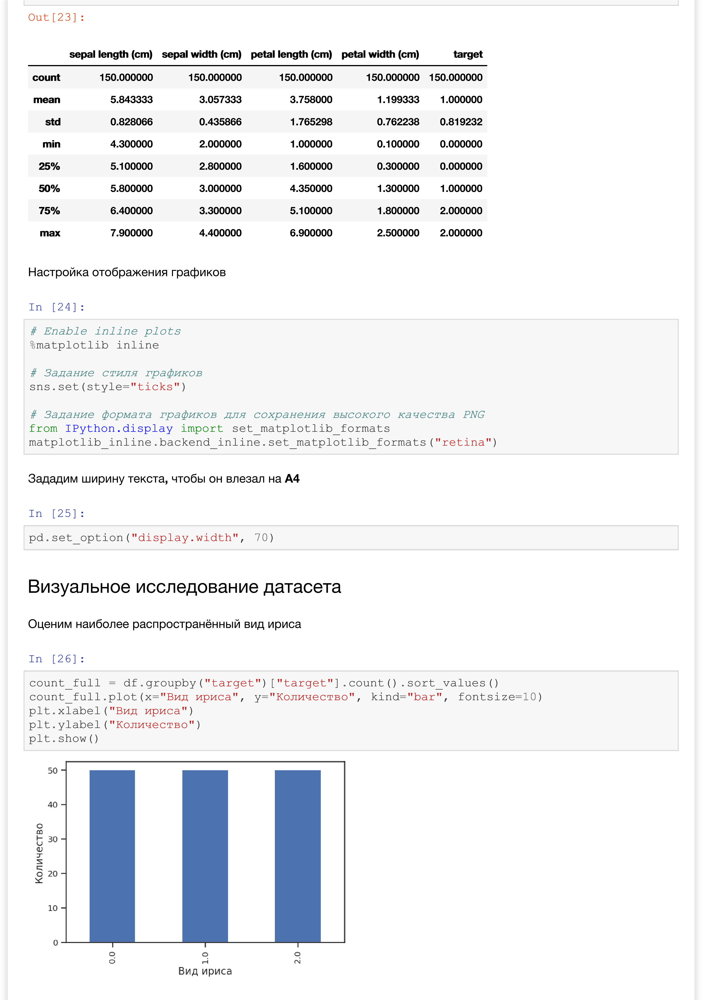 Out[23]:
sepal length (cm) sepal width (cm) petal length (cm) petal width (cm) target
count 150.000000 150.000000 150.000000 150.000000 150.000000
mean 5.843333 3.057333 3.758000 1.199333 1.000000
std 0.828066 0.435866 1.765298 0.762238 0.819232
min 4.300000 2.000000 1.000000 0.100000 0.000000
25% 5.100000 2.800000 1.600000 0.300000 0.000000
50% 5.800000 3.000000 4.350000 1.300000 1.000000
75% 6.400000 3.300000 5.100000 1.800000 2.000000
max 7.900000 4.400000 6.900000 2.500000 2.000000
Настройка отображения графиков
In [24]:
# Enable inline plots
%matplotlib inline
# Задание стиля графиков
sns.set(style="ticks")
# Задание формата графиков для сохранения высокого качества PNG
from IPython.display import set_matplotlib_formats
matplotlib_inline.backend_inline.set_matplotlib_formats("retina")
Зададим ширину текста, чтобы он влезал на A4
In [25]:
pd.set_option("display.width", 70)
Визуальное исследование датасета
Оценим наиболее распространённый вид ириса
In [26]:
count_full = df.groupby("target")["target"].count().sort_values()
count_full.plot(x="Вид ириса", y="Количество", kind="bar", fontsize=10)
plt.xlabel("Вид ириса")
plt.ylabel("Количество")
plt.show()
50
40
30
20
10
0
Количество
0.0 1.0 2.0
Вид ириса